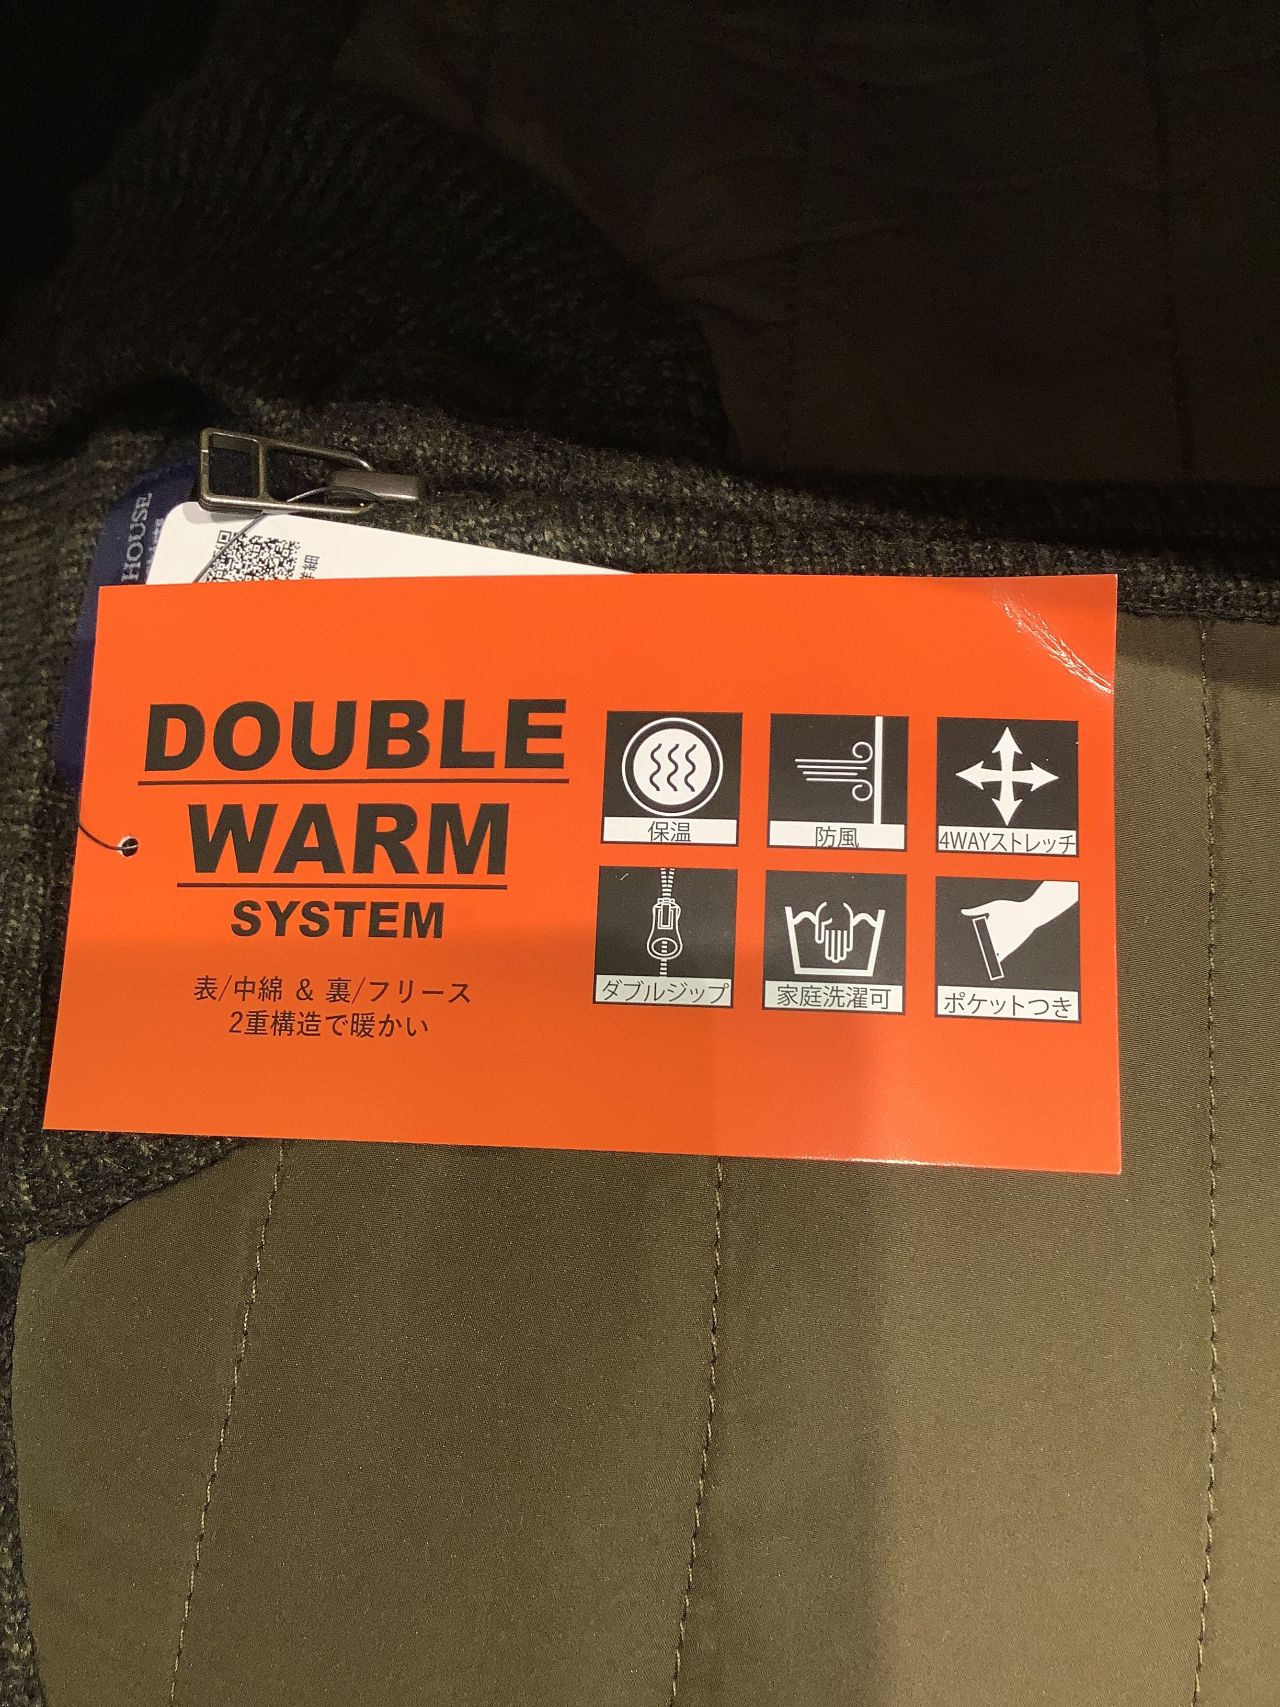 HOUSE
詳細
DOUBLE
WARM
SYSTEM
表/中綿 & 裏/フリース
2重構造で暖かい
保温
防風
4WAYストレッチ
ダブルジップ
家庭洗濯可
ポケットつき